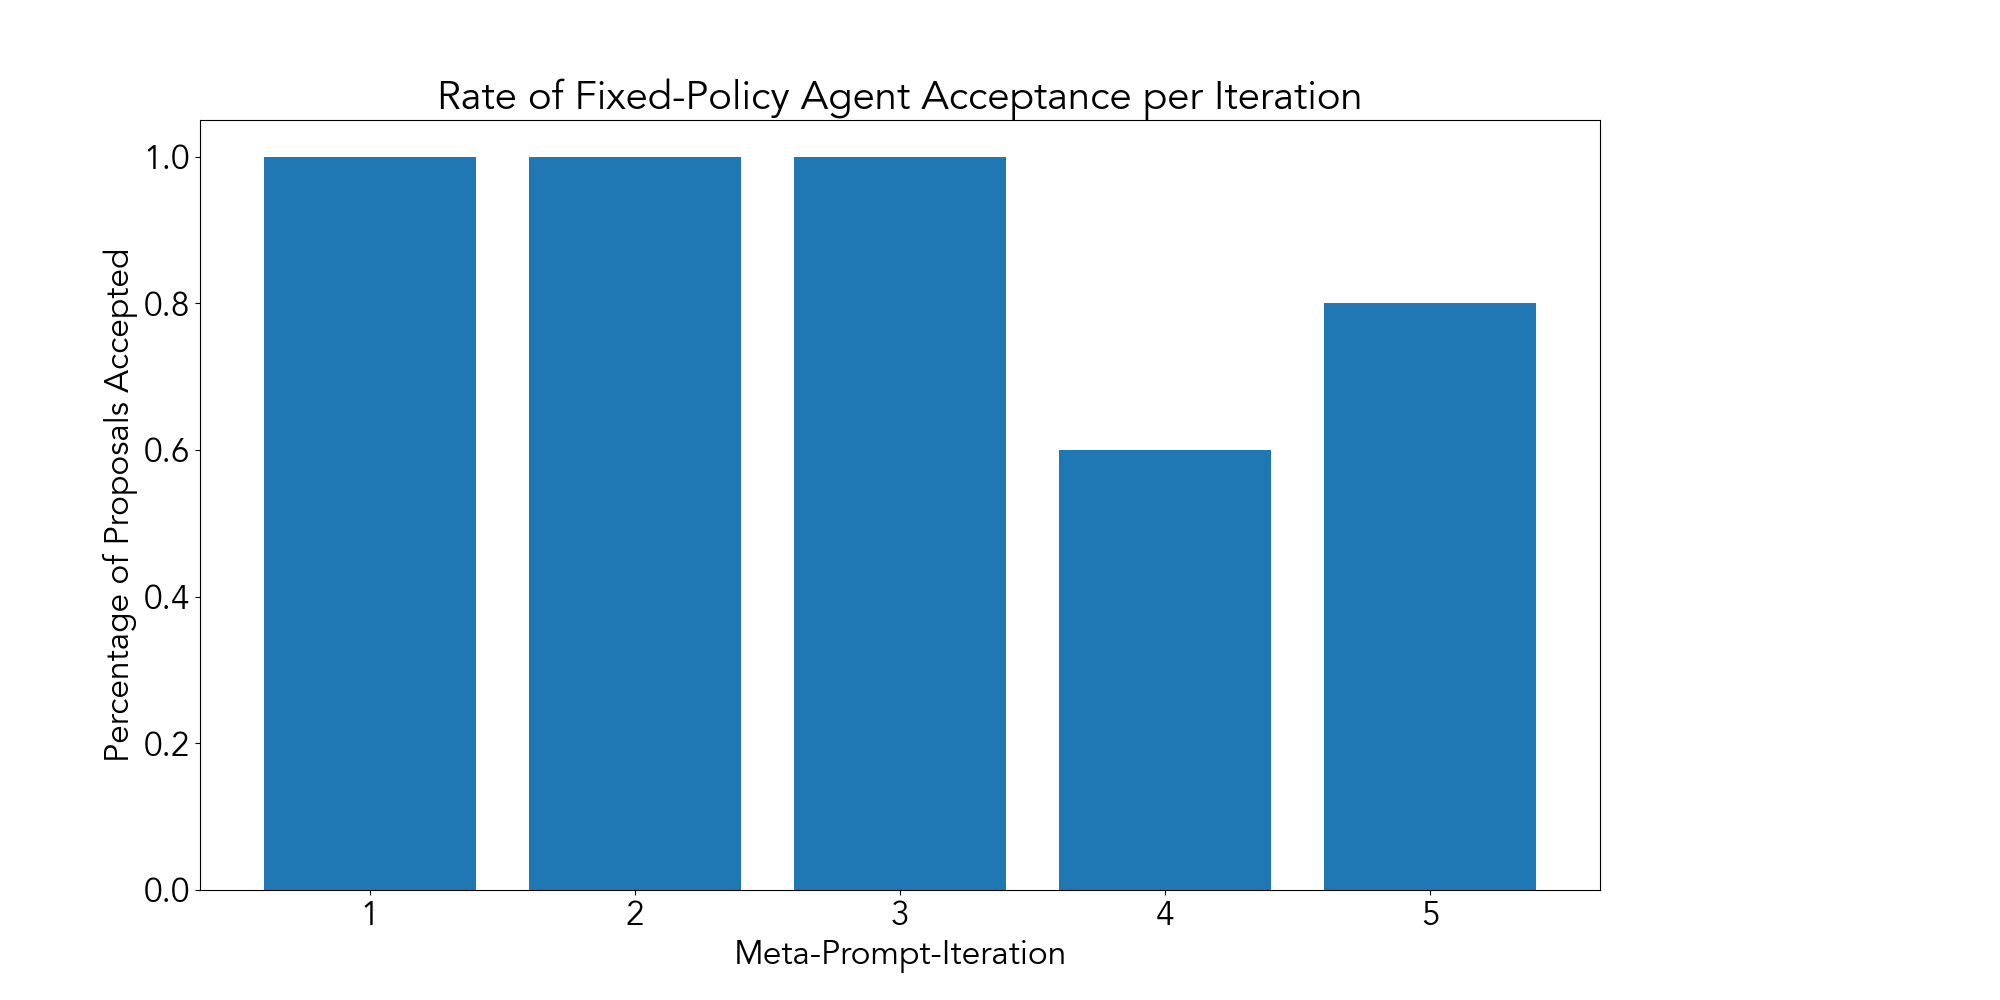 Rate of Fixed-Policy Agent Acceptance per Iteration
Percentage of Proposals Accepted
1.0
0.8
0.6
0.4
0.2
0.0
1 2 3 4 5
Meta-Prompt-Iteration